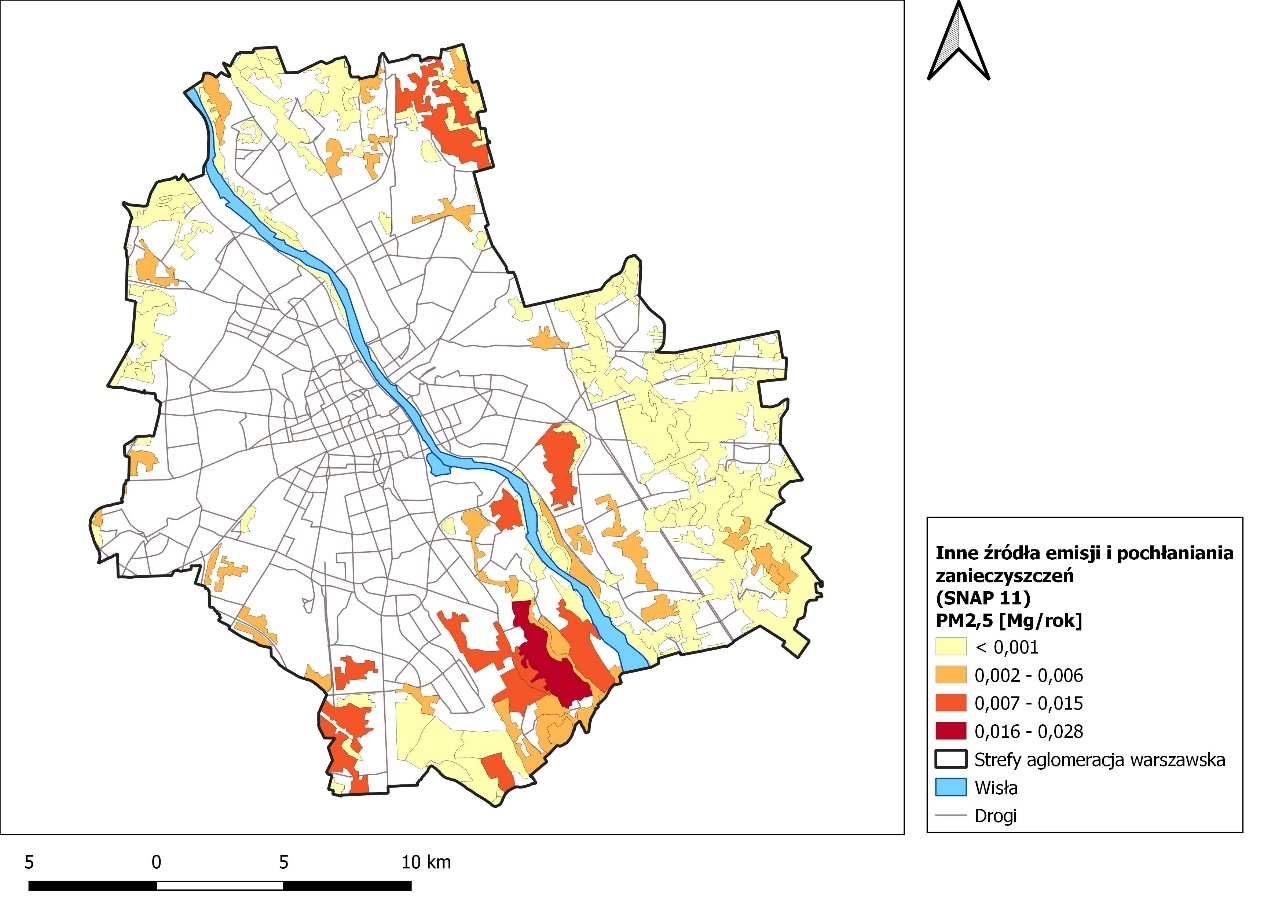 Inne źródła emisji i pochłaniania
zanieczyszczeń
(SNAP 11)
PM2,5 [Mg/rok]
< 0,001
0,002 - 0,006
0,007 - 0,015
0,016 - 0,028
Strefy aglomeracja warszawska
Wisła
Drogi
5 0 5 10 km